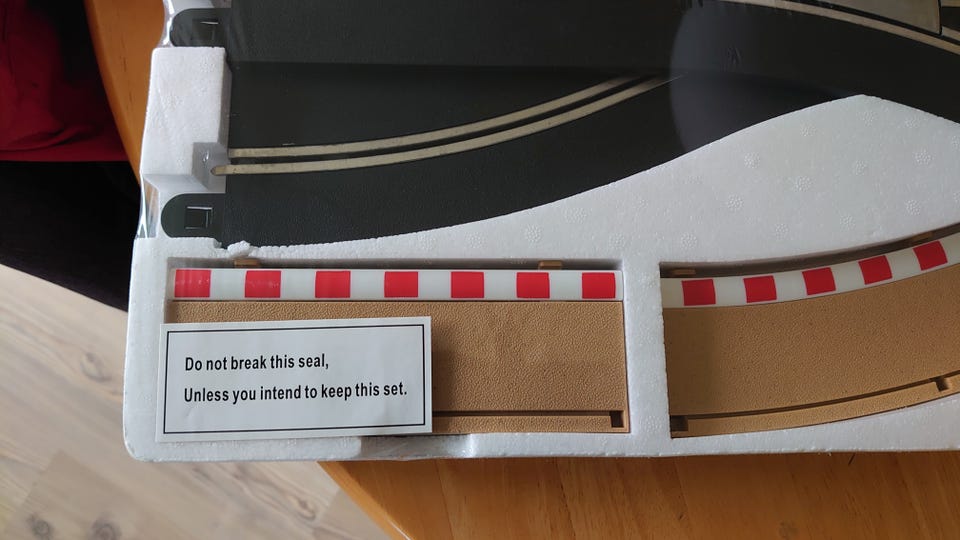 Do not break this seal,
Unless you intend to keep this set.